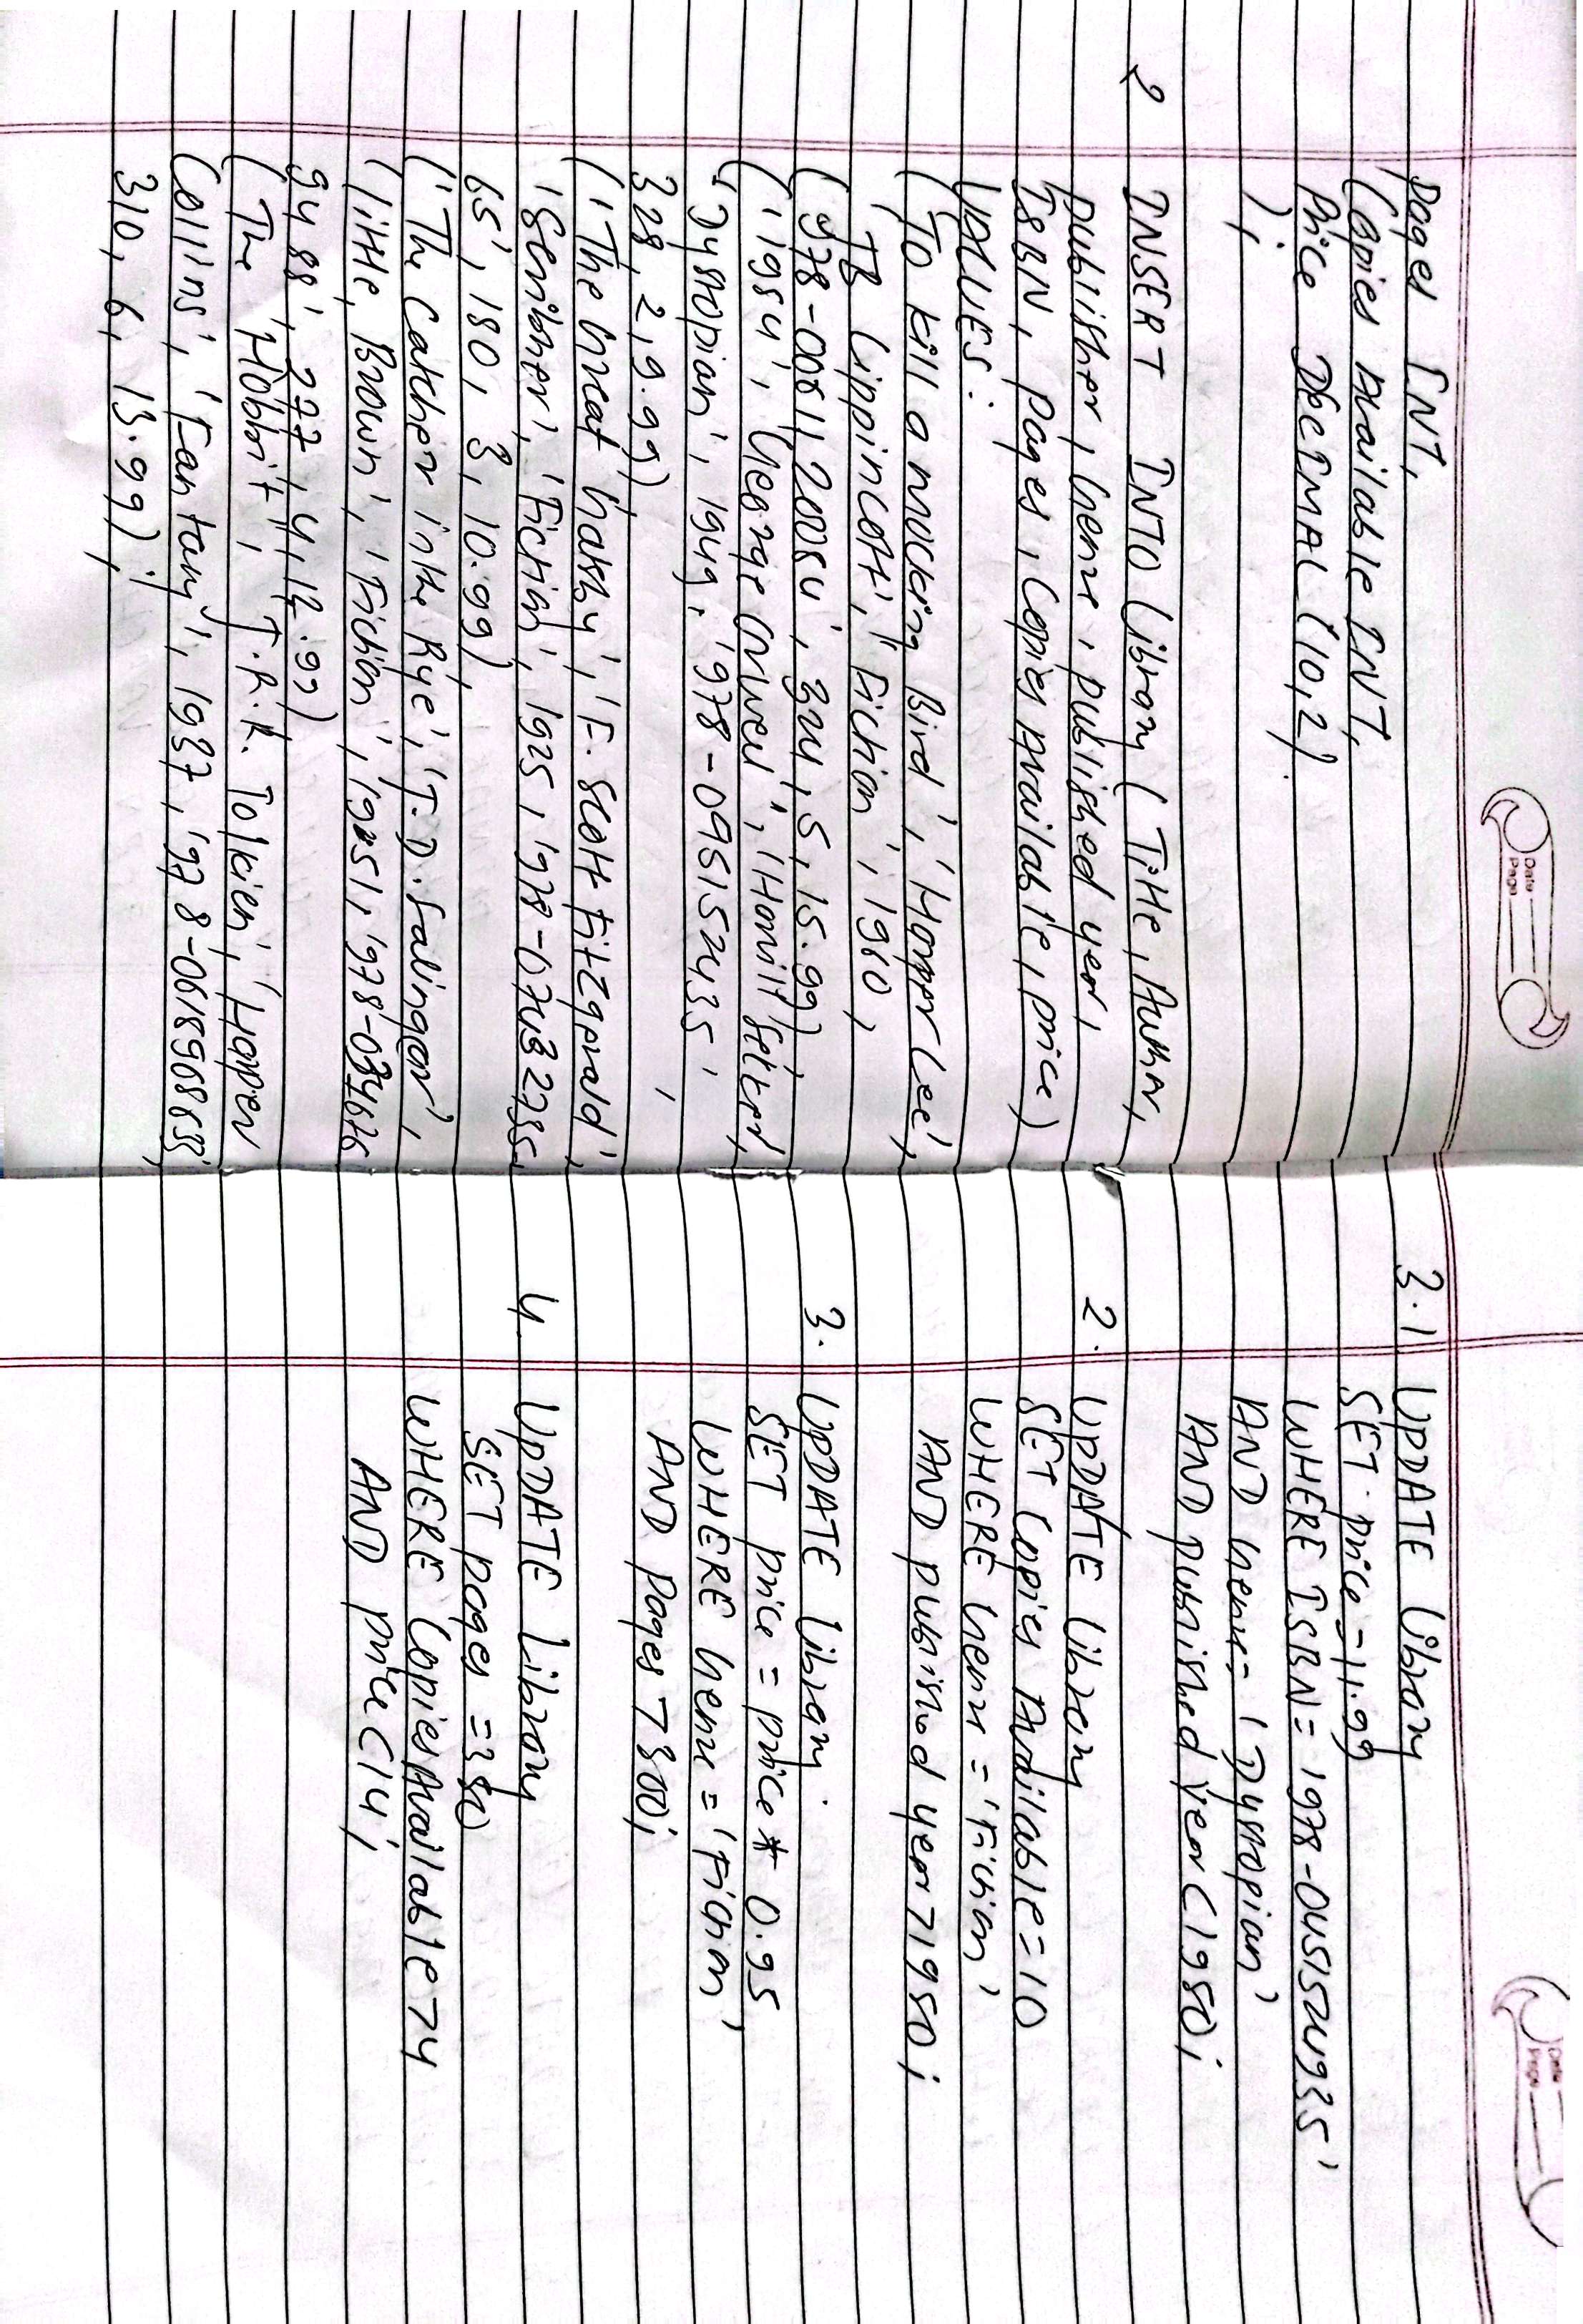 Date
Page
pages INT,
Copies Available INT,
Price DECIMAL (10,2)
);
2 INSERT INTO Library (Title, Author,
publisher, Genre, published year,
ISBN, pages, Copies Available, price)
VALUES:
(To kill a mocking Bird', 'Harper Lee',
'JB Lippincott', 'Fiction', 1960,
(978-0061120084', 324, 5, 15.99),
('1984', 'George Orwell', 'Harvill
'Dystopian', 1949, '978-0451524935',
328, 2, 9.99),
('The Great Gatsby', 'F. Scott Fitzgerald',
'Scribner', 'Fiction', 1925, '978-0743273565', 180, 3, 10.99),
('The Catcher in the Rye', 'J.D. Salinger',
(little, Brown', 'Fiction', 1951, '978-
9488', 277, 4, 12.99)
('The Hobbit', 'J.R.R. Tolkien', 'Harper
Collins', 'Fantasy', 1937, '978-0618968633',
310, 6, 13.99);
Date
Page
3.1 UPDATE Library
SET price = 11.99
WHERE ISBN = '978-0451524935'
AND Genre = 'Dystopian'
AND published Year < 1950;
2. UPDATE Library
SET Copies Available = 10
WHERE Genre = 'Fiction'
AND published year > 1950;
3. UPDATE Library
SET price = price * 0.95
WHERE Genre = 'Fiction'
AND pages > 300;
4. UPDATE Library
SET pages = 350
WHERE CopiesAvailable > 4
AND price < 14;